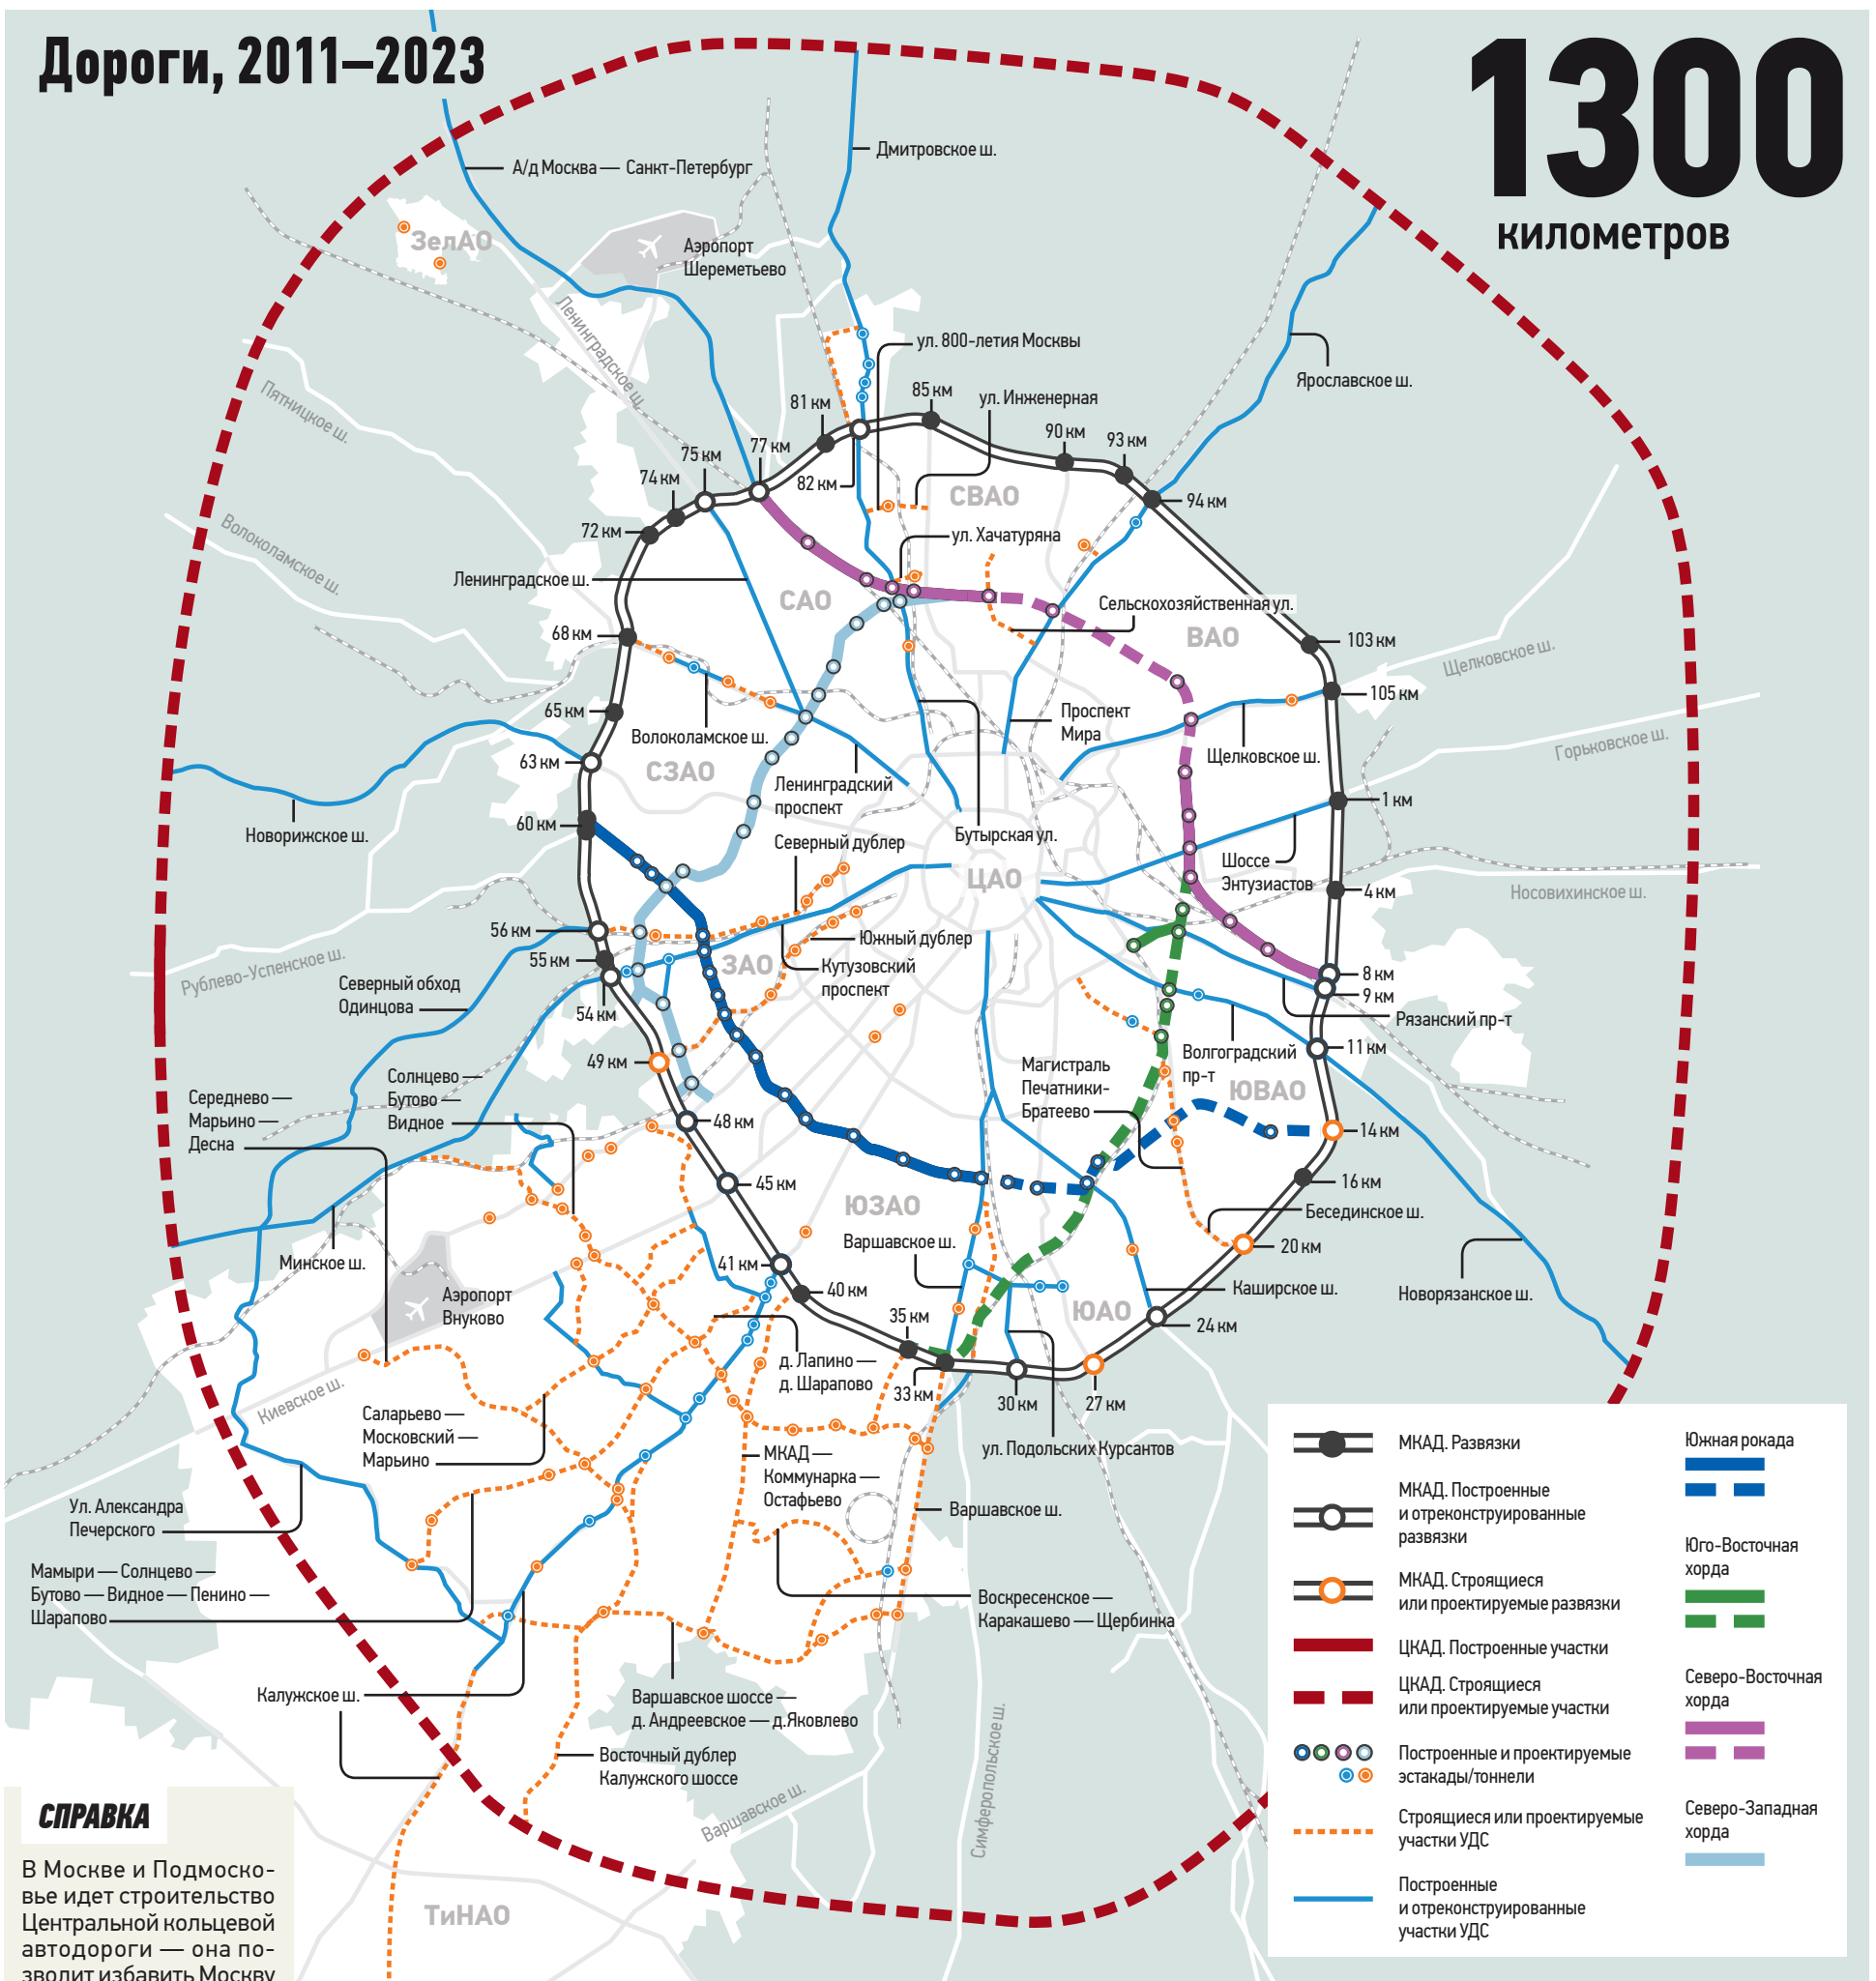 Дороги, 2011–2023
1300
километров
А/д Москва — Санкт-Петербург
Дмитровское ш.
ЗелАО
Аэропорт
Шереметьево
Ленинградское ш.
ул. 800-летия Москвы
Ярославское ш.
Пятницкое ш.
81 км
85 км
ул. Инженерная
75 км
77 км
90 км
93 км
74 км
82 км
СВАО
94 км
72 км
Волоколамское ш.
ул. Хачатуряна
Ленинградское ш.
САО
Сельскохозяйственная ул.
68 км
ВАО
103 км
Щелковское ш.
105 км
65 км
Волоколамское ш.
Проспект
Мира
Щелковское ш.
Горьковское ш.
63 км
СЗАО
Ленинградский
проспект
1 км
60 км
Новорижское ш.
Северный дублер
Бутырская ул.
Шоссе
Энтузиастов
ЦАО
4 км
Носовихинское ш.
56 км
Южный дублер
55 км
Рублево-Успенское ш.
ЗАО
Кутузовский
проспект
8 км
9 км
Северный обход
Одинцова
54 км
Рязанский пр-т
49 км
Волгоградский
пр-т
11 км
Магистраль
Печатники-
Братеево
ЮВАО
Середнево —
Марьино —
Десна
Солнцево —
Бутово —
Видное
48 км
14 км
45 км
16 км
ЮЗАО
Бесединское ш.
Варшавское ш.
20 км
Минское ш.
41 км
40 км
Каширское ш.
Новорязанское ш.
Аэропорт
Внуково
35 км
ЮАО
24 км
д. Лапино —
д. Шарапово
33 км
30 км
27 км
Киевское ш.
Саларьево —
Московский —
Марьино
ул. Подольских Курсантов
МКАД —
Коммунарка —
Остафьево
Ул. Александра
Печерского
Варшавское ш.
Мамыри — Солнцево —
Бутово — Видное — Пенино —
Шарапово
Воскресенское —
Каракашево — Щербинка
Калужское ш.
Варшавское шоссе —
д. Андреевское — д.Яковлево
Восточный дублер
Калужского шоссе
Варшавское ш.
Симферопольское ш.
ТиНАО
МКАД. Развязки
МКАД. Построенные
и отреконструированные
развязки
МКАД. Строящиеся
или проектируемые развязки
ЦКАД. Построенные участки
ЦКАД. Строящиеся
или проектируемые участки
Построенные и проектируемые
эстакады/тоннели
Строящиеся или проектируемые
участки УДС
Построенные
и отреконструированные
участки УДС
Южная рокада
Юго-Восточная
хорда
Северо-Восточная
хорда
Северо-Западная
хорда
СПРАВКА
В Москве и Подмоско-
вье идет строительство
Центральной кольцевой
автодороги — она по-
зволит избавить Москву